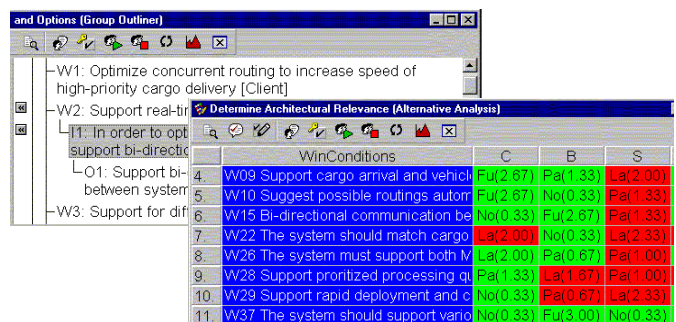 and Options (Group Outliner)
W1: Optimize concurrent routing to increase speed of
high-priority cargo delivery [Client]
W2: Support real-ti
I1: In order to opt
support bi-directic
O1: Support bi-
between system
W3: Support for dif
Determine Architectural Relevance (Alternative Analysis)
WinConditions C B S
4. W09 Support cargo arrival and vehicl Fu(2.67) Pa(1.33) La(2.00)
5. W10 Suggest possible routings autom Fu(2.67) No(0.33) Pa(1.33)
6. W15 Bi-directional communication be No(0.33) Fu(2.67) Pa(1.33)
7. W22 The system should match cargo La(2.00) No(0.33) La(2.33)
8. W26 The system must support both M La(2.00) Pa(0.67) Pa(1.00)
9. W28 Support proritized processing qu Pa(1.33) La(1.67) Pa(1.00)
10. W29 Support rapid deployment and c No(0.33) Pa(0.67) La(2.33)
11. W37 The system should support vario No(0.33) Fu(3.00) No(0.33)